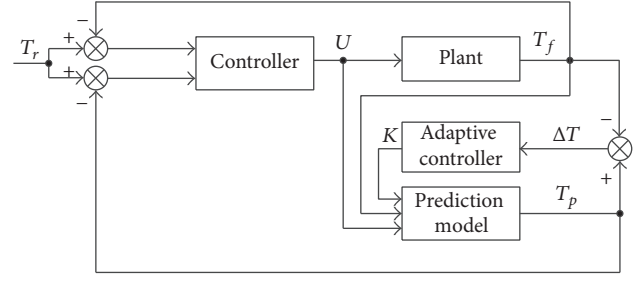 −
T_r
+
+
−
Controller
U
Plant
T_f
−
K
Adaptive
controller
ΔT
+
Prediction
model
T_p